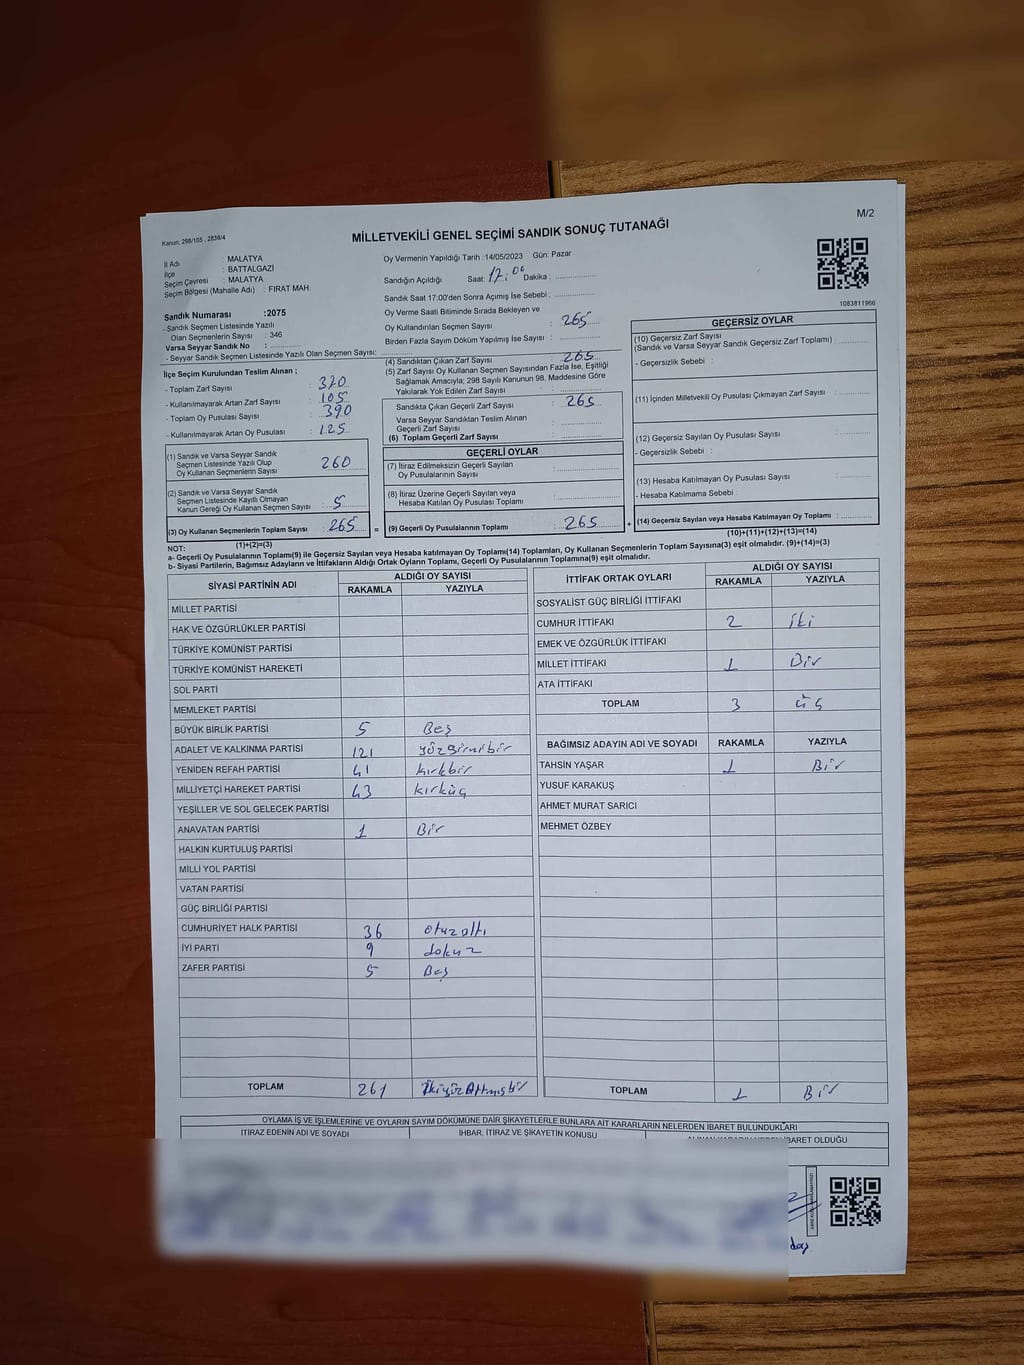 M/2
Kanun, 298/105 , 2839/4
MİLLETVEKİLİ GENEL SEÇİMİ SANDIK SONUÇ TUTANAĞI
İl Adı : MALATYA
İlçe : BATTALGAZİ
Seçim Çevresi : MALATYA
Seçim Bölgesi (Mahalle Adı) : FIRAT MAH.
Oy Vermenin Yapıldığı Tarih :14/05/2023 Gün: Pazar
Sandığın Açıldığı Saat: 17:00 Dakika :
Sandık Saat 17.00'den Sonra Açımış İse Sebebi :
Oy Verme Saati Bitiminde Sırada Bekleyen ve
Oy Kullandırılan Seçmen Sayısı : 265
Birden Fazla Sayım Döküm Yapılmış İse Sayısı :
1083811966
Sandık Numarası :2075
- Sandık Seçmen Listesinde Yazılı
Olan Seçmenlerin Sayısı : 346
Varsa Seyyar Sandık No :
- Seyyar Sandık Seçmen Listesinde Yazılı Olan Seçmen Sayısı:
İlçe Seçim Kurulundan Teslim Alınan ;
- Toplam Zarf Sayısı : 370
- Kullanılmayarak Artan Zarf Sayısı : 105
- Toplam Oy Pusulası Sayısı : 390
- Kullanılmayarak Artan Oy Pusulası : 125
(1) Sandık ve Varsa Seyyar Sandık
Seçmen Listesinde Yazılı Olup
Oy Kullanan Seçmenlerin Sayısı : 260
(2) Sandık ve Varsa Seyyar Sandık
Seçmen Listesinde Kayıtlı Olmayan
Kanun Gereği Oy Kullanan Seçmen Sayısı : 5
(3) Oy Kullanan Seçmenlerin Toplam Sayısı : 265 =
(1)+(2)=(3)
(4) Sandıktan Çıkan Zarf Sayısı : 265
(5) Zarf Sayısı Oy Kullanan Seçmen Sayısından Fazla İse, Eşitliği
Sağlamak Amacıyla; 298 Sayılı Kanunun 98. Maddesine Göre
Yakılarak Yok Edilen Zarf Sayısı :
Sandıkta Çıkan Geçerli Zarf Sayısı : 265
Varsa Seyyar Sandıktan Teslim Alınan
Geçerli Zarf Sayısı :
(6) Toplam Geçerli Zarf Sayısı :
GEÇERLİ OYLAR
(7) İtiraz Edilmeksizin Geçerli Sayılan
Oy Pusulalarının Sayısı :
(8) İtiraz Üzerine Geçerli Sayılan veya
Hesaba Katılan Oy Pusulası Toplamı :
(9) Geçerli Oy Pusulalarının Toplamı : 265 +
GEÇERSİZ OYLAR
(10) Geçersiz Zarf Sayısı
(Sandık ve Varsa Seyyar Sandık Geçersiz Zarf Toplamı) :
- Geçersizlik Sebebi :
(11) İçinden Milletvekili Oy Pusulası Çıkmayan Zarf Sayısı :
(12) Geçersiz Sayılan Oy Pusulası Sayısı :
- Geçersizlik Sebebi :
(13) Hesaba Katılmayan Oy Pusulası Sayısı :
- Hesaba Katılmama Sebebi :
(14) Geçersiz Sayılan veya Hesaba Katılmayan Oy Toplamı :
(10)+(11)+(12)+(13)=(14)
NOT:
a- Geçerli Oy Pusulalarının Toplamı(9) ile Geçersiz Sayılan veya Hesaba katılmayan Oy Toplamı(14) Toplamları, Oy Kullanan Seçmenlerin Toplam Sayısına(3) eşit olmalıdır. (9)+(14)=(3)
b- Siyasi Partilerin, Bağımsız Adayların ve İttifakların Aldığı Ortak Oyların Toplamı, Geçerli Oy Pusulalarının Toplamına(9) eşit olmalıdır.
SİYASİ PARTİNİN ADI ALDIĞI OY SAYISI
RAKAMLA YAZIYLA
MİLLET PARTİSİ
HAK VE ÖZGÜRLÜKLER PARTİSİ
TÜRKİYE KOMÜNİST PARTİSİ
TÜRKİYE KOMÜNİST HAREKETİ
SOL PARTİ
MEMLEKET PARTİSİ
BÜYÜK BİRLİK PARTİSİ 5 Beş
ADALET VE KALKINMA PARTİSİ 121 yüzyirmibir
YENİDEN REFAH PARTİSİ 41 kırkbir
MİLLİYETÇİ HAREKET PARTİSİ 43 kırküç
YEŞİLLER VE SOL GELECEK PARTİSİ
ANAVATAN PARTİSİ 1 Bir
HALKIN KURTULUŞ PARTİSİ
MİLLİ YOL PARTİSİ
VATAN PARTİSİ
GÜÇ BİRLİĞİ PARTİSİ
CUMHURİYET HALK PARTİSİ 36 otuzaltı
İYİ PARTİ 9 dokuz
ZAFER PARTİSİ 5 Beş
TOPLAM 261 İkiyüzAltmışbir
İTTİFAK ORTAK OYLARI ALDIĞI OY SAYISI
RAKAMLA YAZIYLA
SOSYALİST GÜÇ BİRLİĞİ İTTİFAKI
CUMHUR İTTİFAKI 2 iki
EMEK VE ÖZGÜRLÜK İTTİFAKI
MİLLET İTTİFAKI 1 Bir
ATA İTTİFAKI
TOPLAM 3 üç
BAĞIMSIZ ADAYIN ADI VE SOYADI RAKAMLA YAZIYLA
TAHSİN YAŞAR 1 Bir
YUSUF KARAKUŞ
AHMET MURAT SARICI
MEHMET ÖZBEY
TOPLAM 1 Bir
OYLAMA İŞ VE İŞLEMLERİNE VE OYLARIN SAYIM DÖKÜMÜNE DAİR ŞİKAYETLERLE BUNLARA AİT KARARLARIN NELERDEN İBARET BULUNDUKLARI
İTİRAZ EDENİN ADI VE SOYADI İHBAR, İTİRAZ VE ŞİKAYETİN KONUSU İBARET OLDUĞU